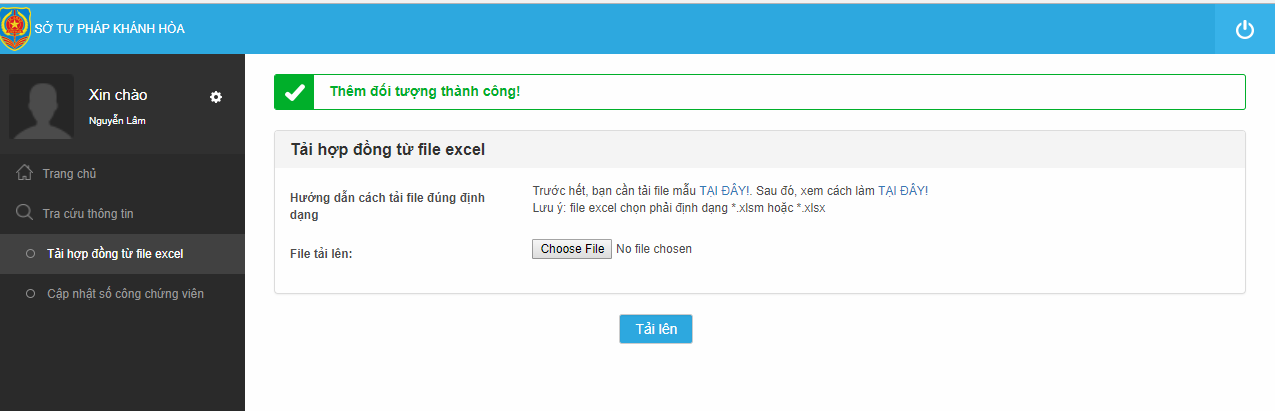 SỞ TƯ PHÁP KHÁNH HÒA
Xin chào
Nguyễn Lâm
Trang chủ
Tra cứu thông tin
Tải hợp đồng từ file excel
Cập nhật số công chứng viên
Thêm đối tượng thành công!
Tải hợp đồng từ file excel
Hướng dẫn cách tải file đúng định
dạng
Trước hết, bạn cần tải file mẫu TẠI ĐÂY!. Sau đó, xem cách làm TẠI ĐÂY!
Lưu ý: file excel chọn phải định dạng *.xlsm hoặc *.xlsx
File tải lên:
Choose File No file chosen
Tải lên